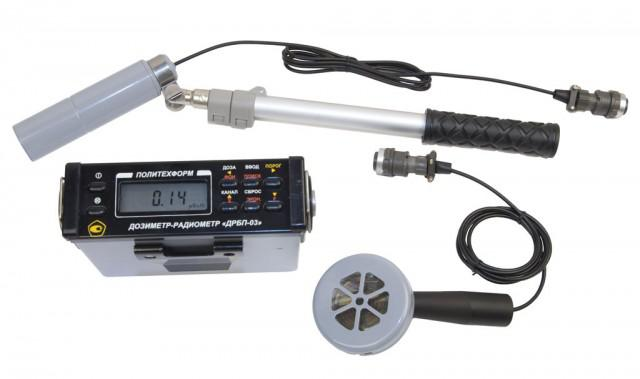 ПОЛИТЕХФОРМ
ДОЗА ВВОД ПОРОГ
КАНАЛ СБРОС
0.14
ДОЗИМЕТР-РАДИОМЕТР «ДРБП-03»